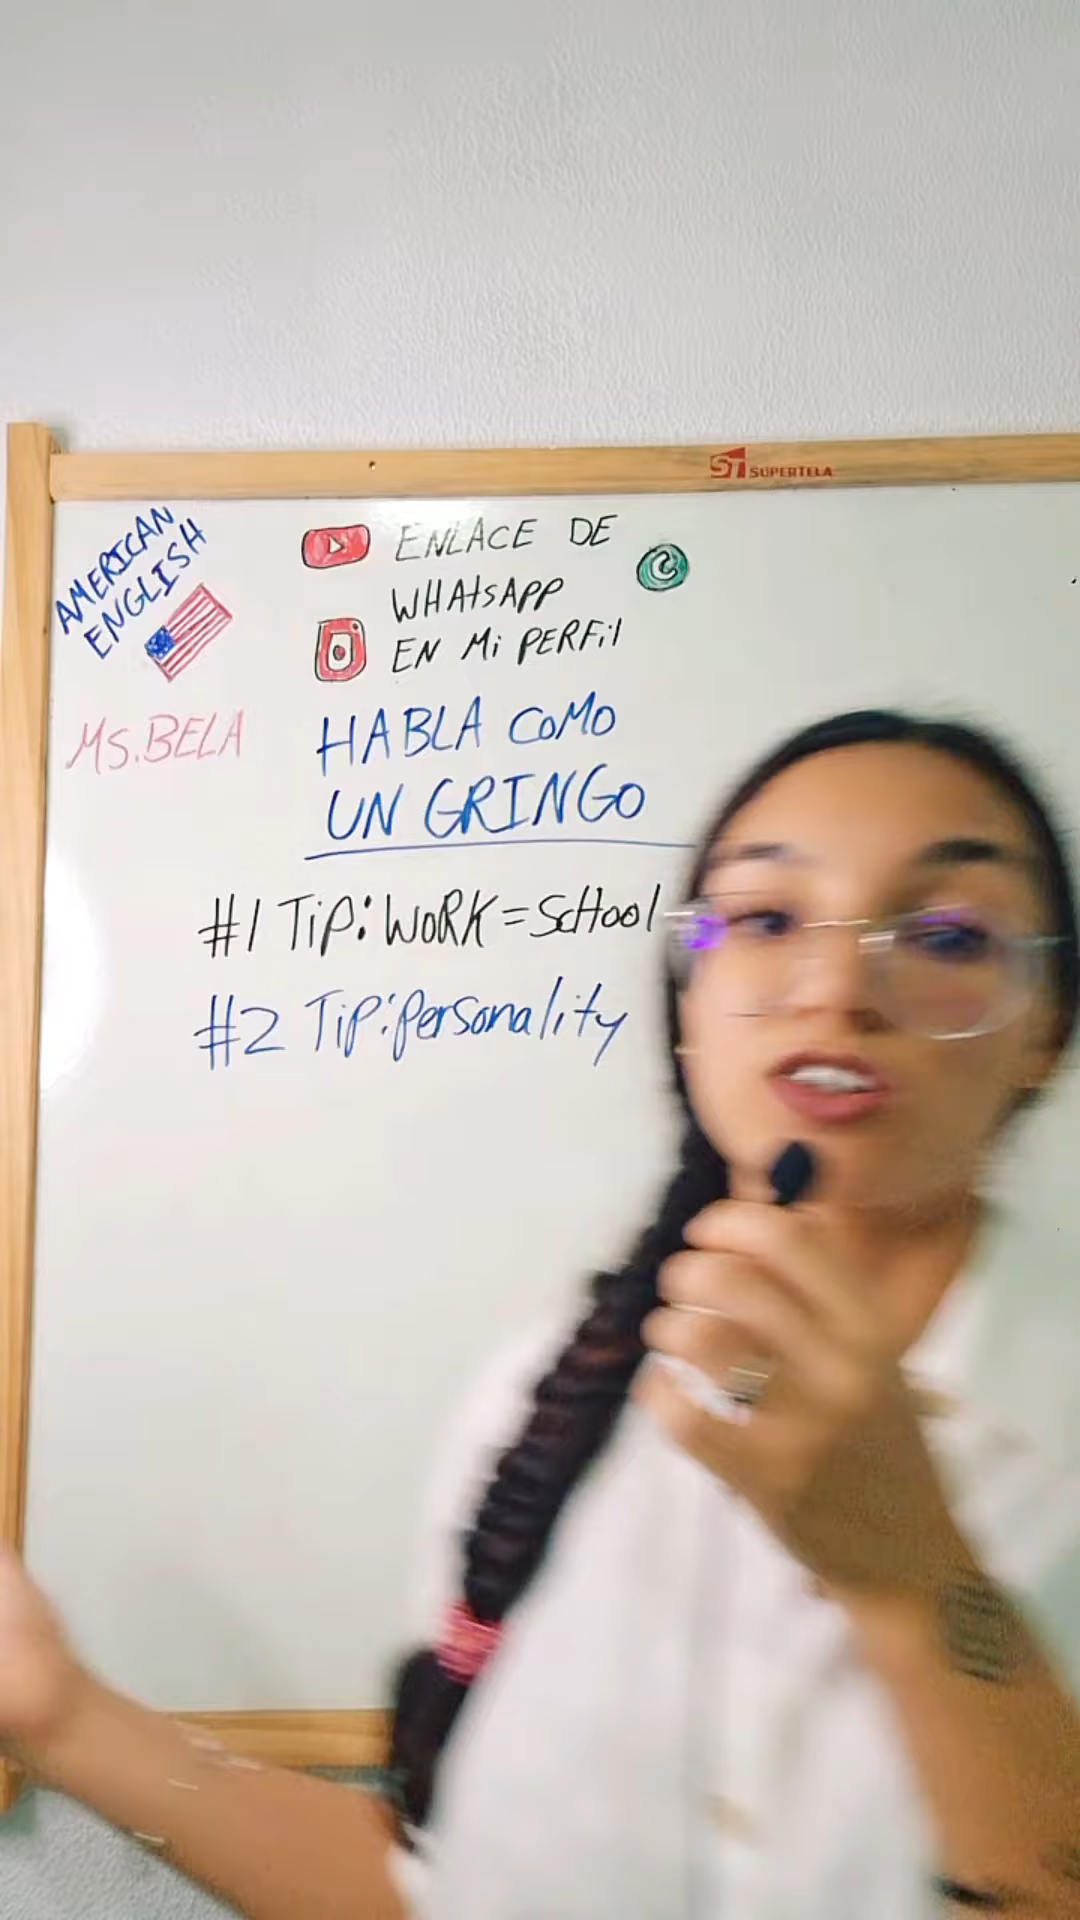 ST SUPERTELA
AMERICAN
ENGLISH
ENLACE DE
WHAtSAPP
EN Mi PERFil
MS.BELA
HABLA CoMO
UN GRINGO
#1 TiP: WoRK = ScHool
#2 TiP: personality